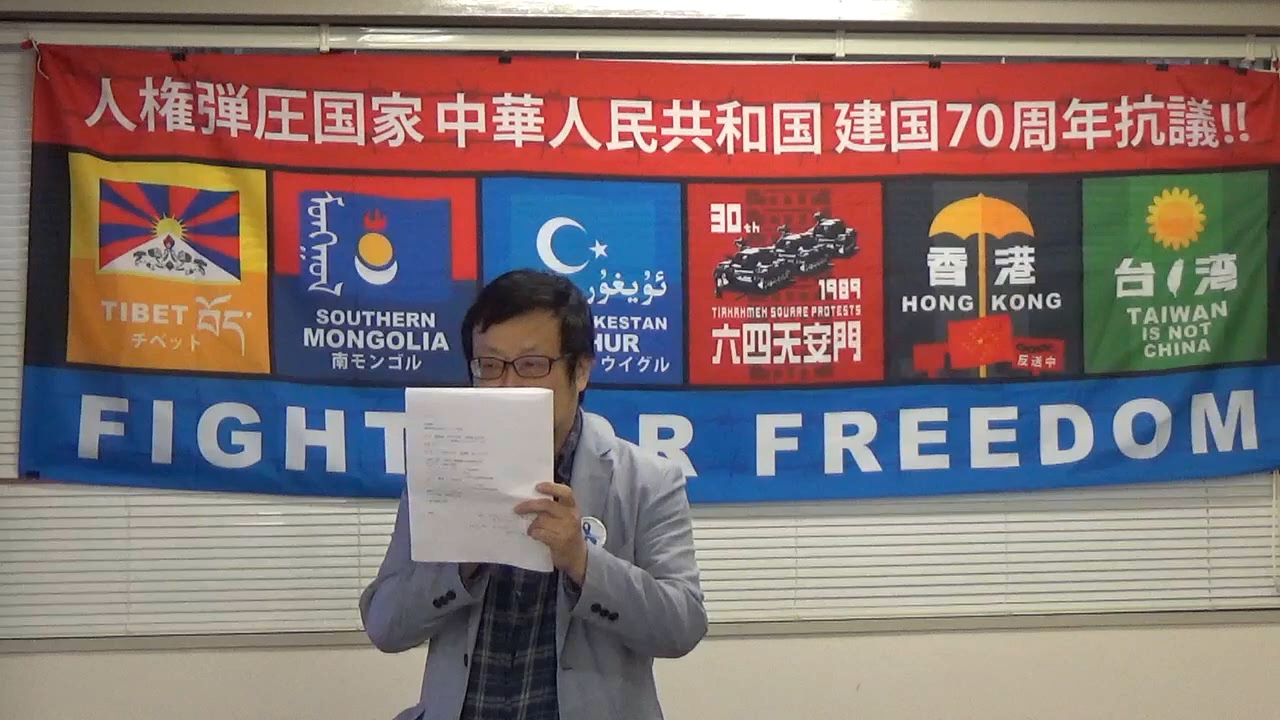 人権弾圧国家 中華人民共和国 建国70周年抗議!!
TIBET བོད་
チベット
SOUTHERN
MONGOLIA
南モンゴル
ئۇيغۇر
KESTAN
HUR
ウイグル
30th
1989
TIANANMEN SQUARE PROTESTS
六四天安門
香港
HONG KONG
反送中
台湾
TAIWAN
IS NOT
CHINA
FIGHT OR FREEDOM